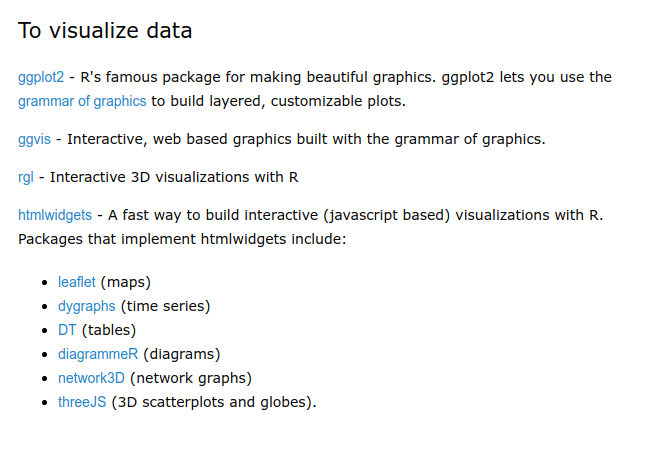 To visualize data
ggplot2 - R's famous package for making beautiful graphics. ggplot2 lets you use the
grammar of graphics to build layered, customizable plots.
ggvis - Interactive, web based graphics built with the grammar of graphics.
rgl - Interactive 3D visualizations with R
htmlwidgets - A fast way to build interactive (javascript based) visualizations with R.
Packages that implement htmlwidgets include:
• leaflet (maps)
• dygraphs (time series)
• DT (tables)
• diagrammeR (diagrams)
• network3D (network graphs)
• threeJS (3D scatterplots and globes).